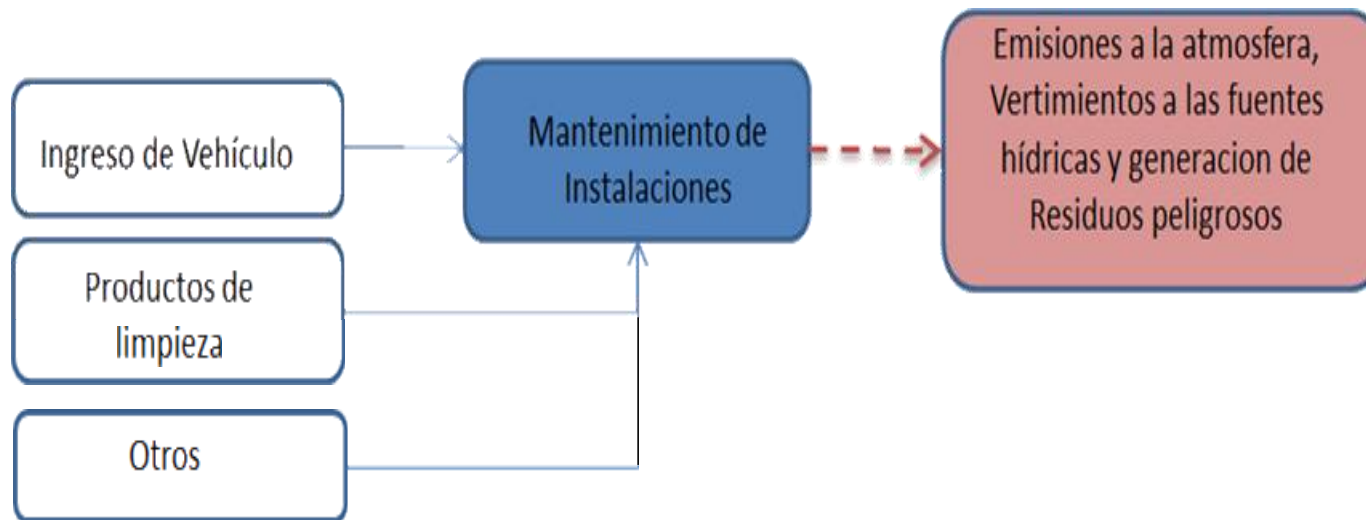 Ingreso de Vehículo
Productos de
limpieza
Otros
Mantenimiento de
Instalaciones
Emisiones a la atmosfera,
Vertimientos a las fuentes
hídricas y generacion de
Residuos peligrosos